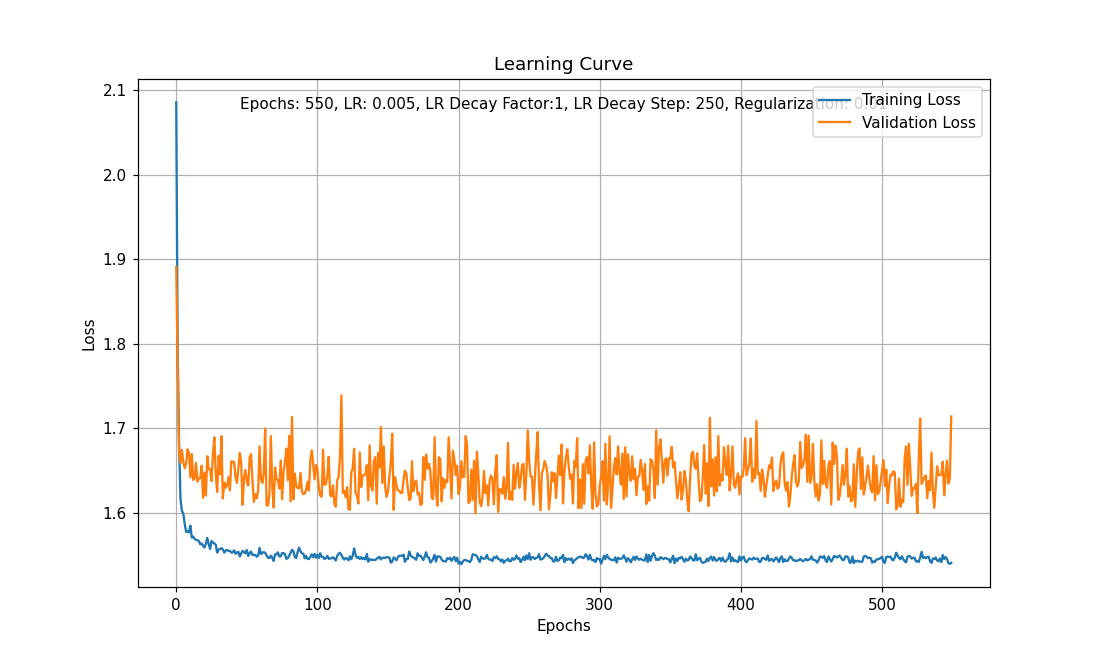 Learning Curve
Epochs: 550, LR: 0.005, LR Decay Factor:1, LR Decay Step: 250, Regularization: 0.01
Training Loss
Validation Loss
2.1
2.0
1.9
1.8
1.7
1.6
Loss
0 100 200 300 400 500
Epochs